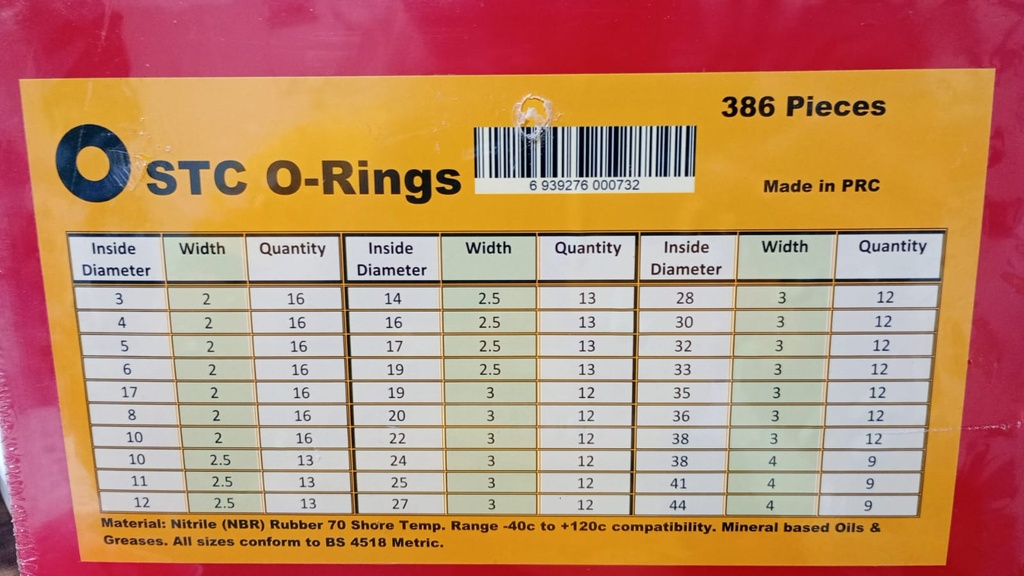 386 Pieces
STC O-Rings
6 939276 000732
Made in PRC
Inside Diameter Width Quantity Inside Diameter Width Quantity Inside Diameter Width Quantity
3 2 16 14 2.5 13 28 3 12
4 2 16 16 2.5 13 30 3 12
5 2 16 17 2.5 13 32 3 12
6 2 16 19 2.5 13 33 3 12
17 2 16 19 3 12 35 3 12
8 2 16 20 3 12 36 3 12
10 2 16 22 3 12 38 3 12
10 2.5 13 24 3 12 38 4 9
11 2.5 13 25 3 12 41 4 9
12 2.5 13 27 3 12 44 4 9
Material: Nitrile (NBR) Rubber 70 Shore Temp. Range -40c to +120c compatibility. Mineral based Oils &
Greases. All sizes conform to BS 4518 Metric.